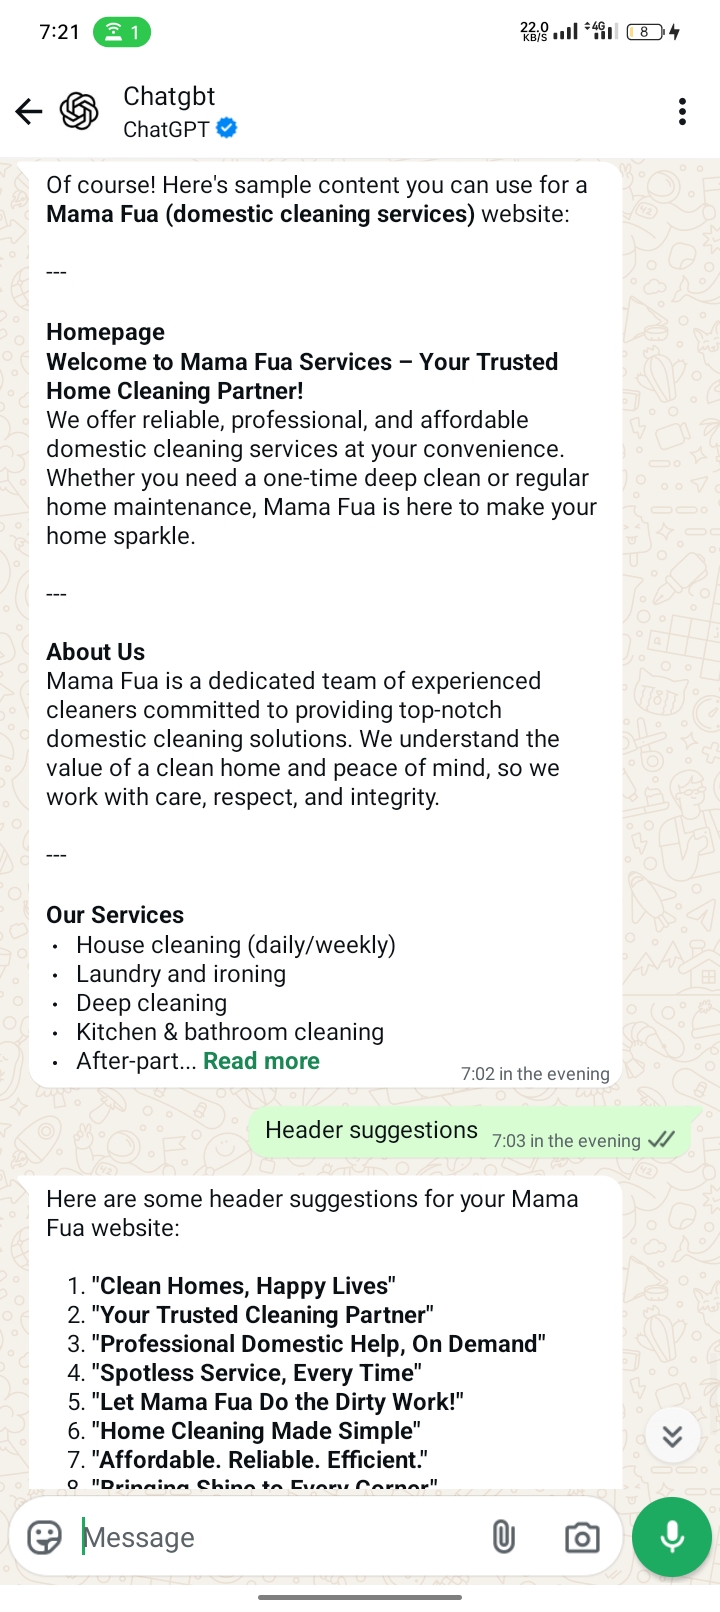 7:21
1
22.0
KB/S
4G
8
Chatgbt
ChatGPT
Of course! Here's sample content you can use for a
Mama Fua (domestic cleaning services) website:
---
Homepage
Welcome to Mama Fua Services – Your Trusted
Home Cleaning Partner!
We offer reliable, professional, and affordable
domestic cleaning services at your convenience.
Whether you need a one-time deep clean or regular
home maintenance, Mama Fua is here to make your
home sparkle.
---
About Us
Mama Fua is a dedicated team of experienced
cleaners committed to providing top-notch
domestic cleaning solutions. We understand the
value of a clean home and peace of mind, so we
work with care, respect, and integrity.
---
Our Services
• House cleaning (daily/weekly)
• Laundry and ironing
• Deep cleaning
• Kitchen & bathroom cleaning
• After-part... Read more
7:02 in the evening
Header suggestions
7:03 in the evening
Here are some header suggestions for your Mama
Fua website:
1. "Clean Homes, Happy Lives"
2. "Your Trusted Cleaning Partner"
3. "Professional Domestic Help, On Demand"
4. "Spotless Service, Every Time"
5. "Let Mama Fua Do the Dirty Work!"
6. "Home Cleaning Made Simple"
7. "Affordable. Reliable. Efficient."
8. "Bringing Shine to Every Corner"
Message